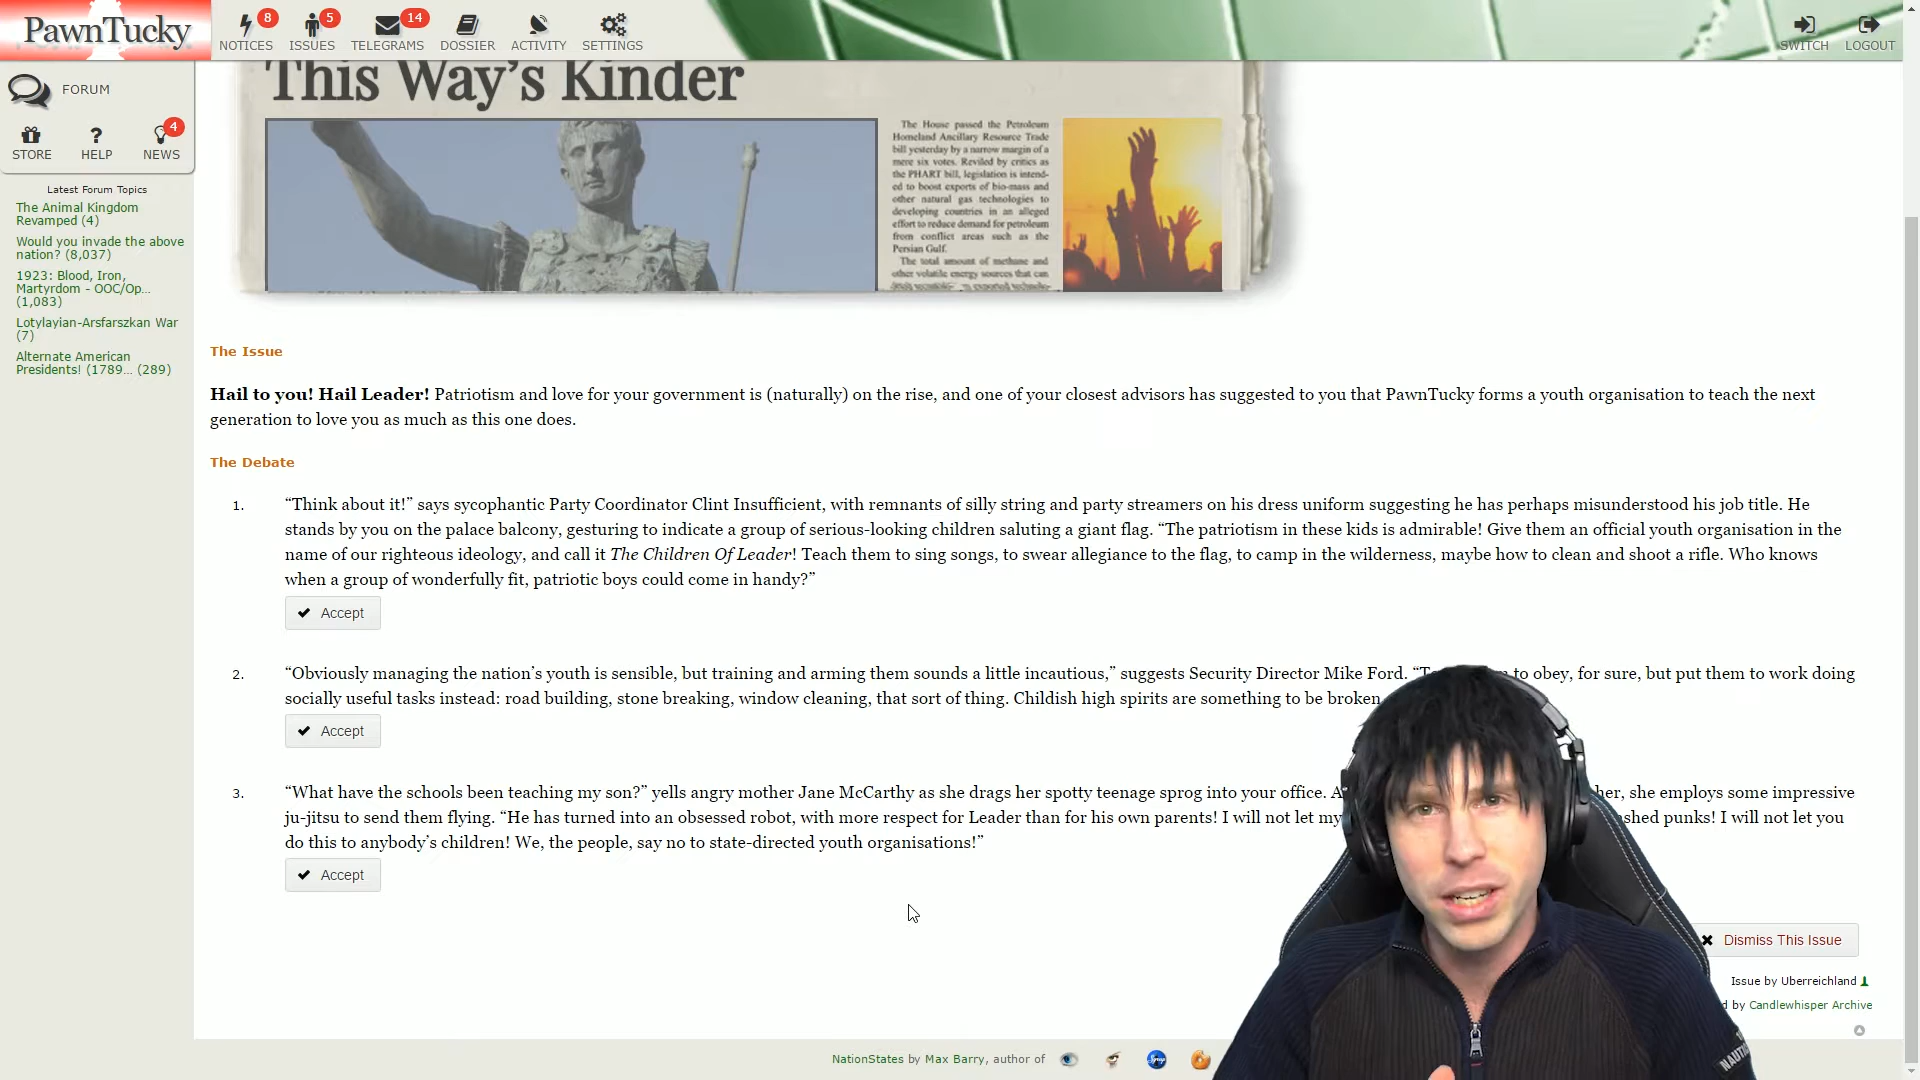 PawnTucky
8
NOTICES
5
ISSUES
14
TELEGRAMS
DOSSIER
ACTIVITY
SETTINGS
SWITCH
LOGOUT
FORUM
STORE
HELP
4
NEWS
Latest Forum Topics
The Animal Kingdom
Revamped (4)
Would you invade the above
nation? (8,037)
1923: Blood, Iron,
Martyrdom - OOC/Op...
(1,083)
Lotylayian-Arsfarszkan War
(7)
Alternate American
Presidents! (1789... (289)
This Way's Kinder
The House passed the Petroleum
Homeland Ancillary Resource Trade
bill yesterday by a narrow margin of a
mere six votes. Reviled by critics as
the PHART bill, legislation is intend-
ed to boost exports of bio-mass and
other natural gas technologies to
developing countries in an alleged
effort to reduce demand for petroleum
from conflict areas such as the
Persian Gulf.
The total amount of methane and
other volatile energy sources that can
The Issue
Hail to you! Hail Leader! Patriotism and love for your government is (naturally) on the rise, and one of your closest advisors has suggested to you that PawnTucky forms a youth organisation to teach the next
generation to love you as much as this one does.
The Debate
1. “Think about it!” says sycophantic Party Coordinator Clint Insufficient, with remnants of silly string and party streamers on his dress uniform suggesting he has perhaps misunderstood his job title. He
stands by you on the palace balcony, gesturing to indicate a group of serious-looking children saluting a giant flag. “The patriotism in these kids is admirable! Give them an official youth organisation in the
name of our righteous ideology, and call it The Children Of Leader! Teach them to sing songs, to swear allegiance to the flag, to camp in the wilderness, maybe how to clean and shoot a rifle. Who knows
when a group of wonderfully fit, patriotic boys could come in handy?”
Accept
2. “Obviously managing the nation’s youth is sensible, but training and arming them sounds a little incautious,” suggests Security Director Mike Ford. to obey, for sure, but put them to work doing
socially useful tasks instead: road building, stone breaking, window cleaning, that sort of thing. Childish high spirits are something to be broken
Accept
3. “What have the schools been teaching my son?” yells angry mother Jane McCarthy as she drags her spotty teenage sprog into your office. her, she employs some impressive
ju-jitsu to send them flying. “He has turned into an obsessed robot, with more respect for Leader than for his own parents! I will not let my punks! I will not let you
do this to anybody’s children! We, the people, say no to state-directed youth organisations!”
Accept
Dismiss This Issue
Issue by Uberreichland
by Candlewhisper Archive
NationStates by Max Barry, author of
NAUTIC